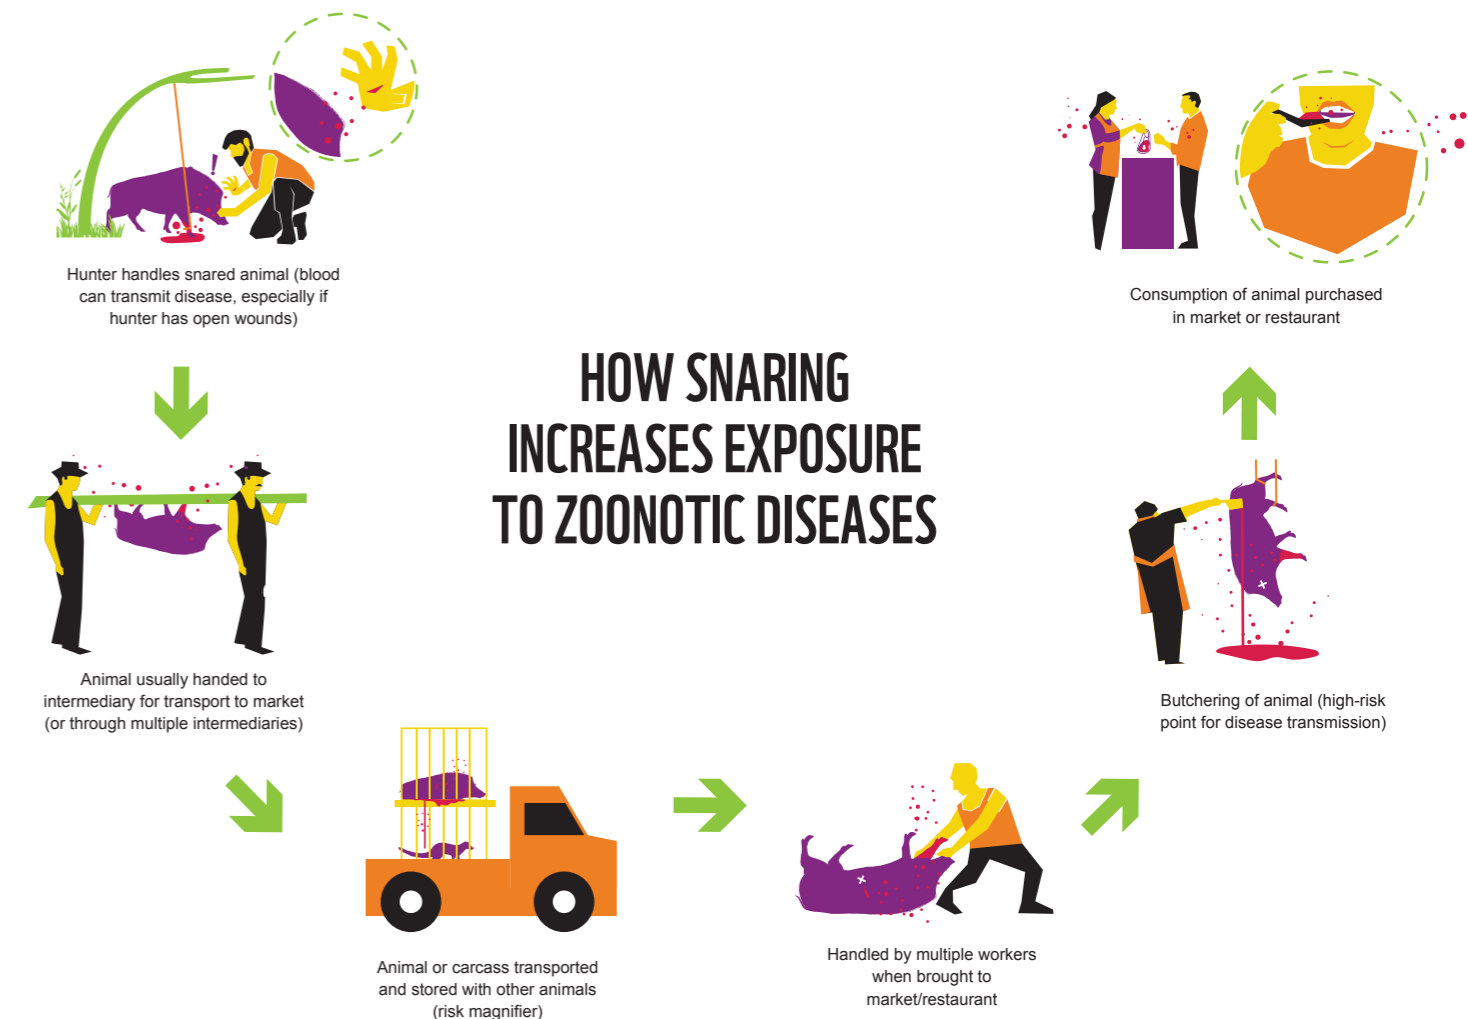 HOW SNARING
INCREASES EXPOSURE
TO ZOONOTIC DISEASES
Hunter handles snared animal (blood
can transmit disease, especially if
hunter has open wounds)
Animal usually handed to
intermediary for transport to market
(or through multiple intermediaries)
Animal or carcass transported
and stored with other animals
(risk magnifier)
Handled by multiple workers
when brought to
market/restaurant
Butchering of animal (high-risk
point for disease transmission)
Consumption of animal purchased
in market or restaurant